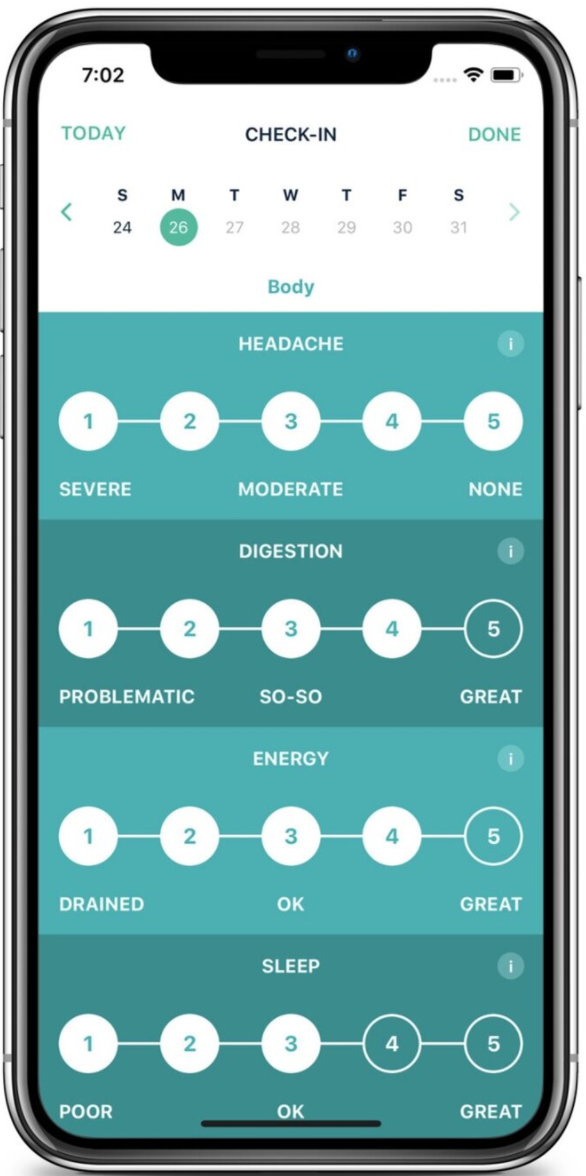 7:02
TODAY CHECK-IN DONE
S M T W T F S
< 24 26 27 28 29 30 31 >
Body
HEADACHE i
1 2 3 4 5
SEVERE MODERATE NONE
DIGESTION i
1 2 3 4 5
PROBLEMATIC SO-SO GREAT
ENERGY i
1 2 3 4 5
DRAINED OK GREAT
SLEEP i
1 2 3 4 5
POOR OK GREAT